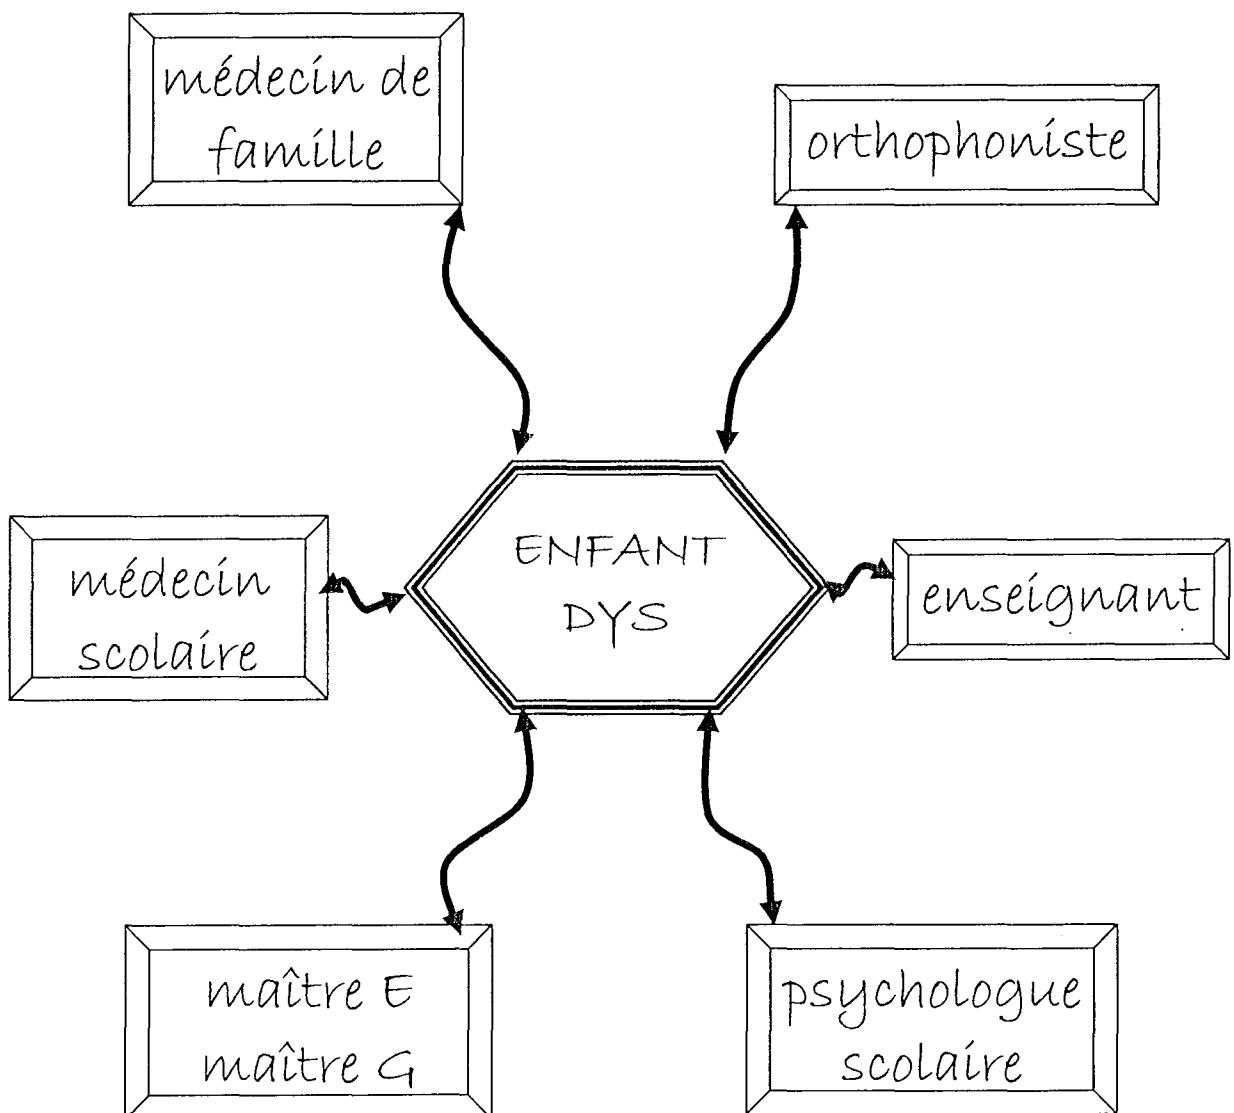 médecin de
famille
orthophoniste
médecin
scolaire
ENFANT
DYS
enseignant
maître E
maître G
psychologue
scolaire